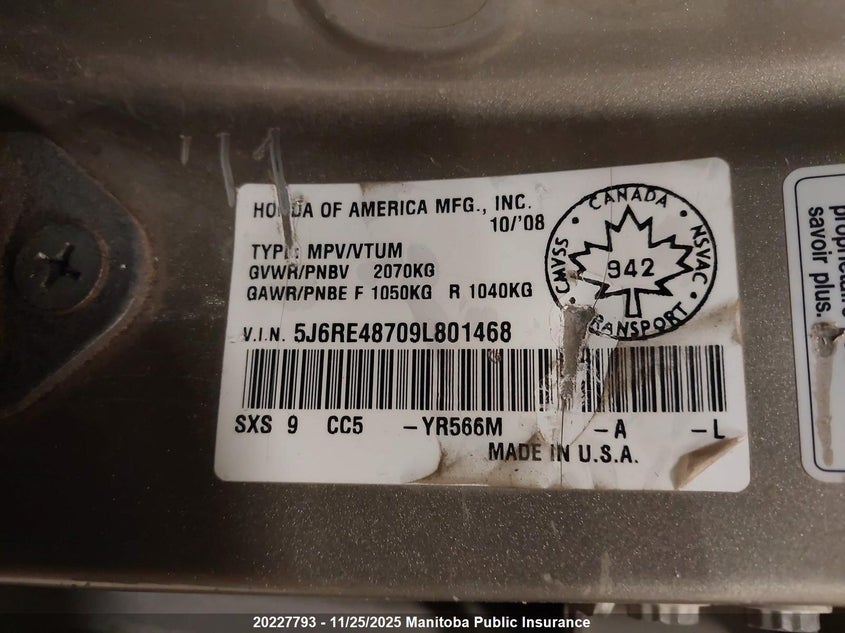 HONDA OF AMERICA MFG., INC.
10/'08
TYPE: MPV/VTUM
GVWR/PNBV 2070KG
GAWR/PNBE F 1050KG R 1040KG
V.I.N. 5J6RE48709L801468
SXS 9 CC5 -YR566M -A -L
MADE IN U.S.A.
CANADA
CMVSS
942
NSVAC
TRANSPORT
propriétaire
savoir plus.
20227793 - 11/25/2025 Manitoba Public Insurance